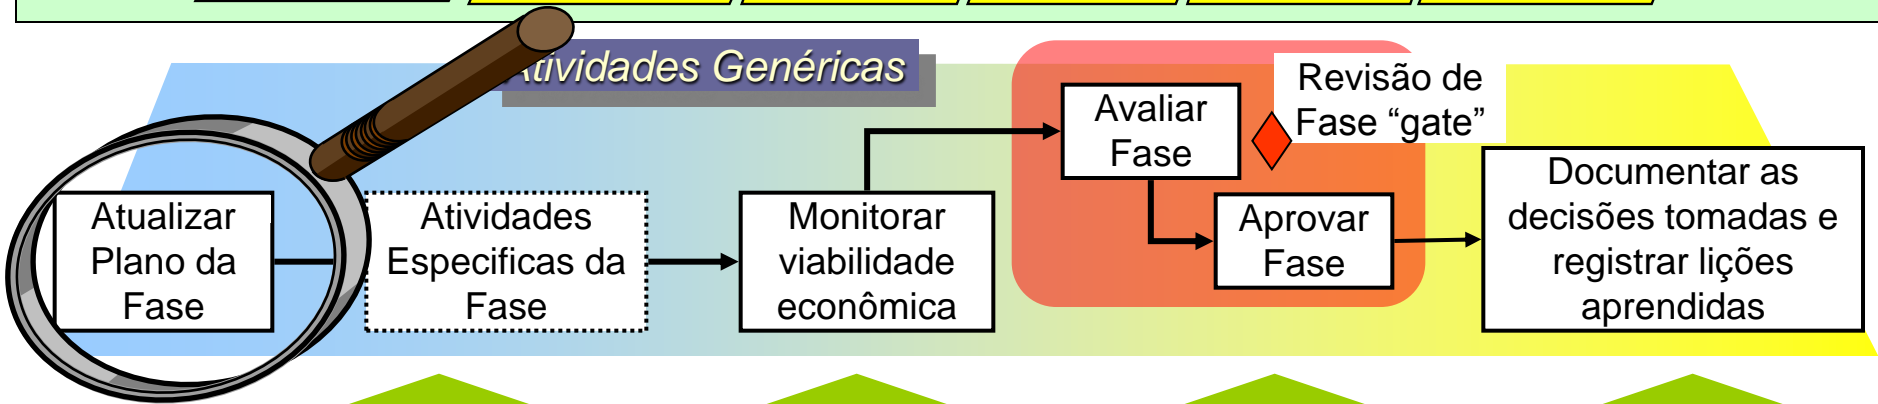 Atividades Genéricas
Atualizar
Plano da
Fase
Atividades
Especificas da
Fase
Monitorar
viabilidade
econômica
Avaliar
Fase
Revisão de
Fase “gate”
Aprovar
Fase
Documentar as
decisões tomadas e
registrar lições
aprendidas